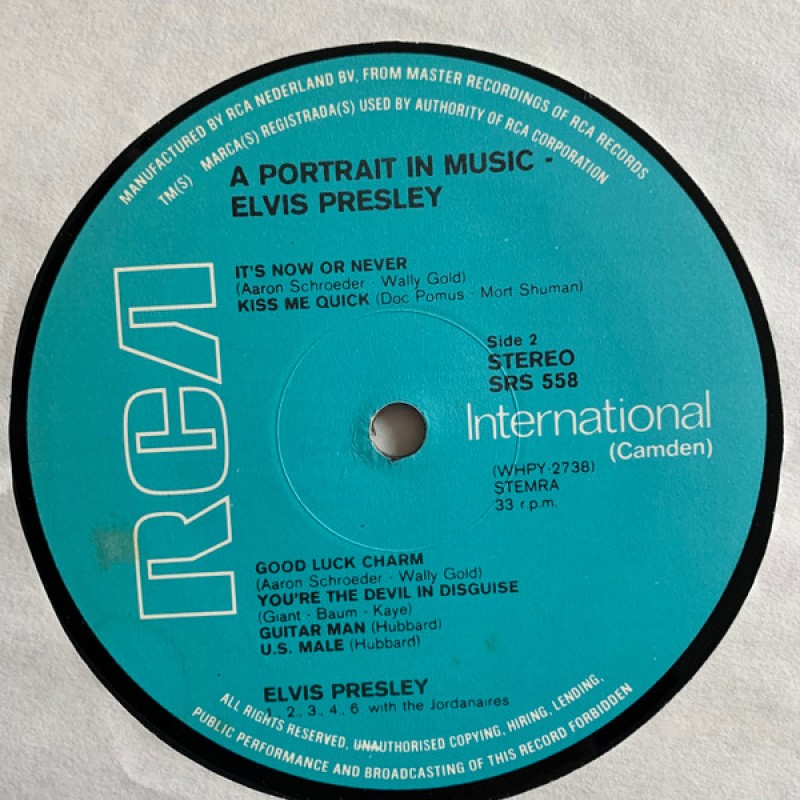 MANUFACTURED BY RCA NEDERLAND BV, FROM MASTER RECORDINGS OF RCA RECORDS
TM(S) MARCA(S) REGISTRADA(S) USED BY AUTHORITY OF RCA CORPORATION
A PORTRAIT IN MUSIC -
ELVIS PRESLEY
IT'S NOW OR NEVER
(Aaron Schroeder · Wally Gold)
KISS ME QUICK (Doc Pomus · Mort Shuman)
RCA
Side 2
STEREO
SRS 558
International
(Camden)
(WHPY-2738)
STEMRA
33 r.p.m.
GOOD LUCK CHARM
(Aaron Schroeder · Wally Gold)
YOU'RE THE DEVIL IN DISGUISE
(Giant · Baum · Kaye)
GUITAR MAN (Hubbard)
U.S. MALE (Hubbard)
ELVIS PRESLEY
1., 2., 3., 4., 6 with the Jordanaires
ALL RIGHTS RESERVED, UNAUTHORISED COPYING, HIRING, LENDING,
PUBLIC PERFORMANCE AND BROADCASTING OF THIS RECORD FORBIDDEN